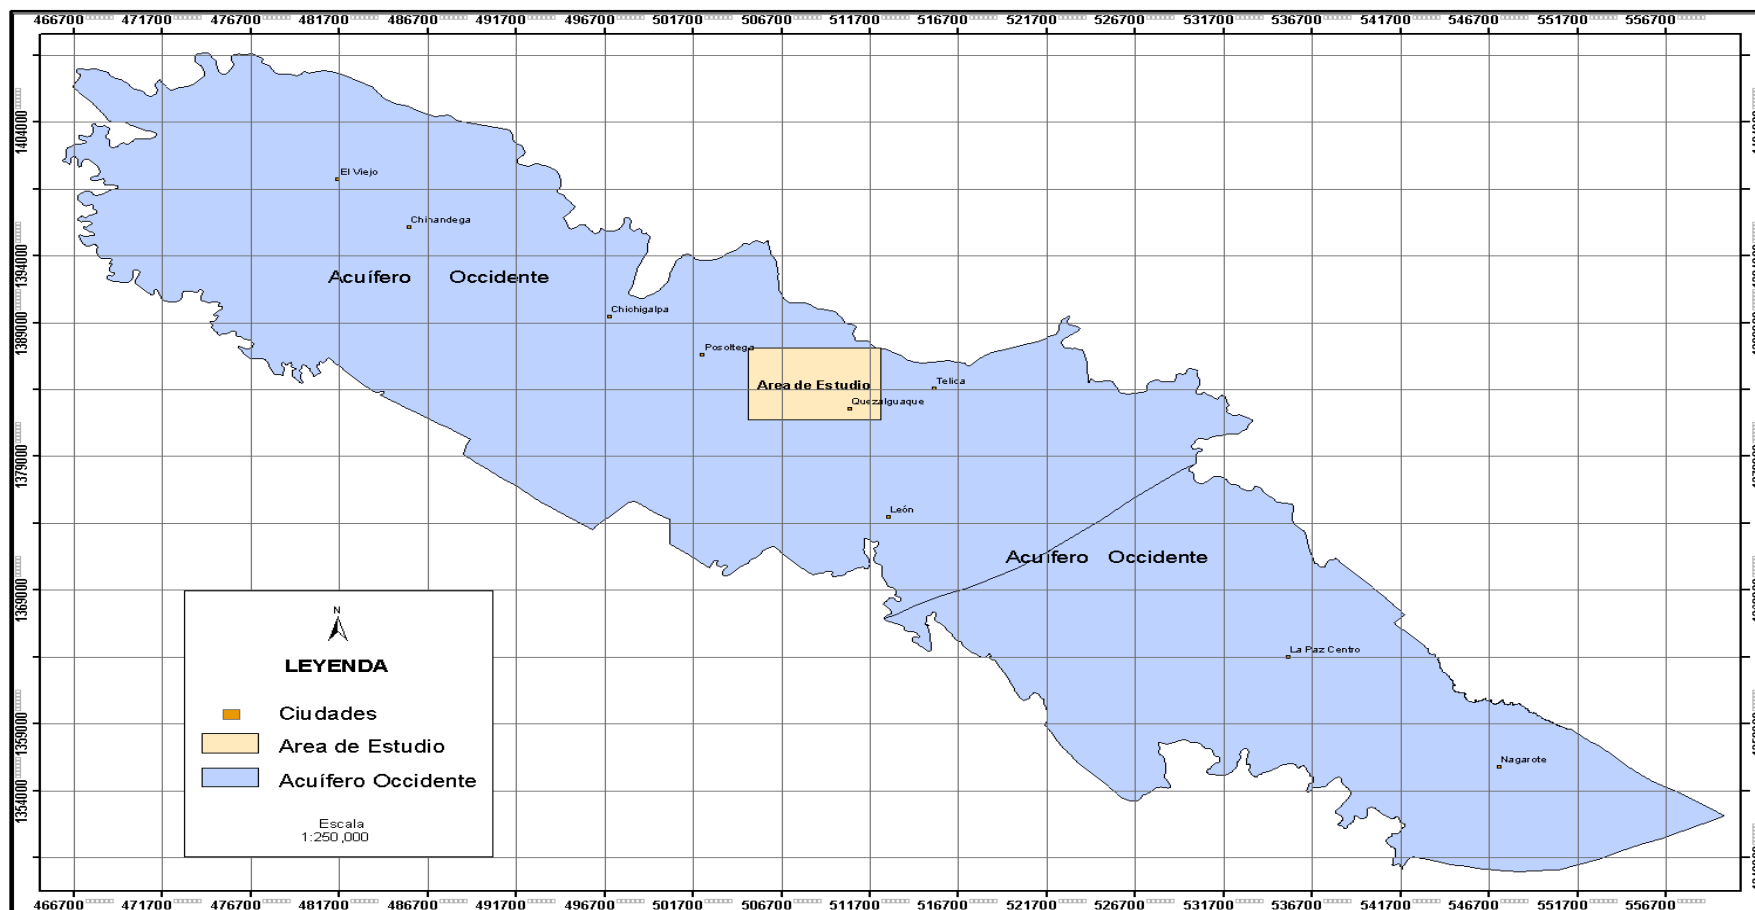 466700 471700 476700 481700 486700 491700 496700 501700 506700 511700 516700 521700 526700 531700 536700 541700 546700 551700 556700
1404000
El Viejo
Chinandega
1394000
Acuífero Occidente
Chichigalpa
1389000
Posoltega
Area de Estudio
Telica
Quezalguaque
1379000
León
Acuífero Occidente
1369000
N
LEYENDA
La Paz Centro
Ciudades
1359000
Area de Estudio
Nagarote
Acuífero Occidente
1354000
Escala
1:250,000
466700 471700 476700 481700 486700 491700 496700 501700 506700 511700 516700 521700 526700 531700 536700 541700 546700 551700 556700